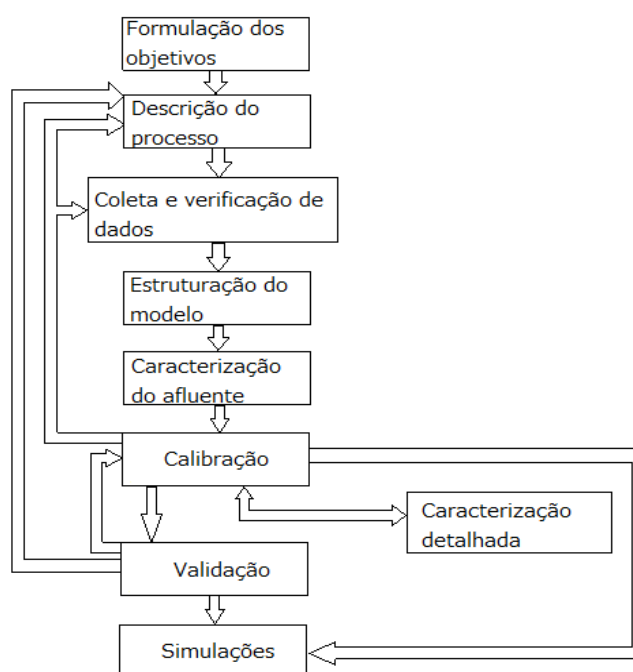 Formulação dos
objetivos
Descrição do
processo
Coleta e verificação de
dados
Estruturação do
modelo
Caracterização
do afluente
Calibração
Caracterização
detalhada
Validação
Simulações